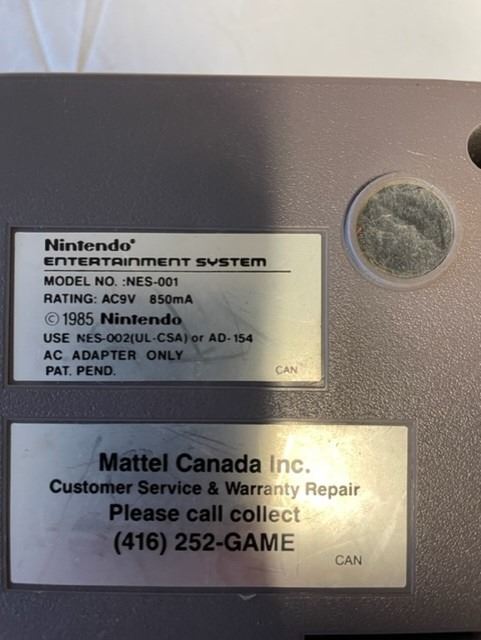 Nintendo®
ENTERTAINMENT SYSTEM
MODEL NO. :NES-001
RATING: AC9V 850mA
©1985 Nintendo
USE NES-002(UL-CSA) or AD-154
AC ADAPTER ONLY
PAT. PEND. CAN
Mattel Canada Inc.
Customer Service & Warranty Repair
Please call collect
(416) 252-GAME
CAN